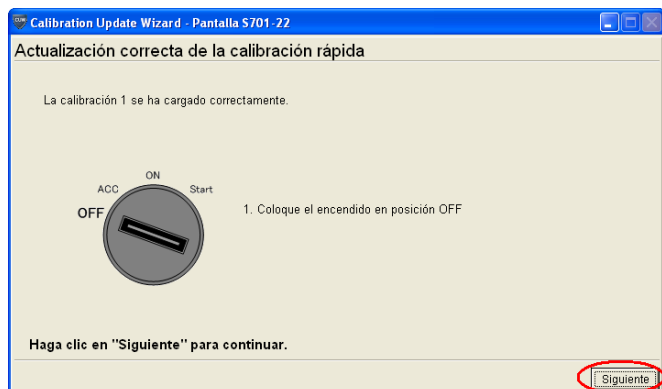 CUW Calibration Update Wizard - Pantalla S701-22
Actualización correcta de la calibración rápida
La calibración 1 se ha cargado correctamente.
ON
ACC
Start
OFF
1. Coloque el encendido en posición OFF
Haga clic en "Siguiente" para continuar.
Siguiente